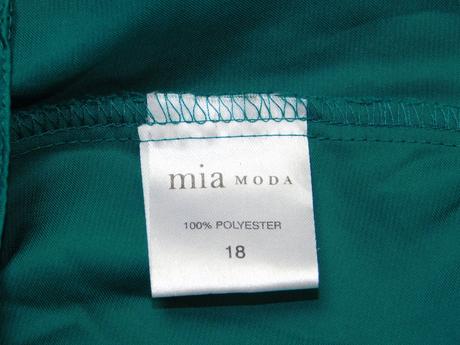 mia MODA
100% POLYESTER
18